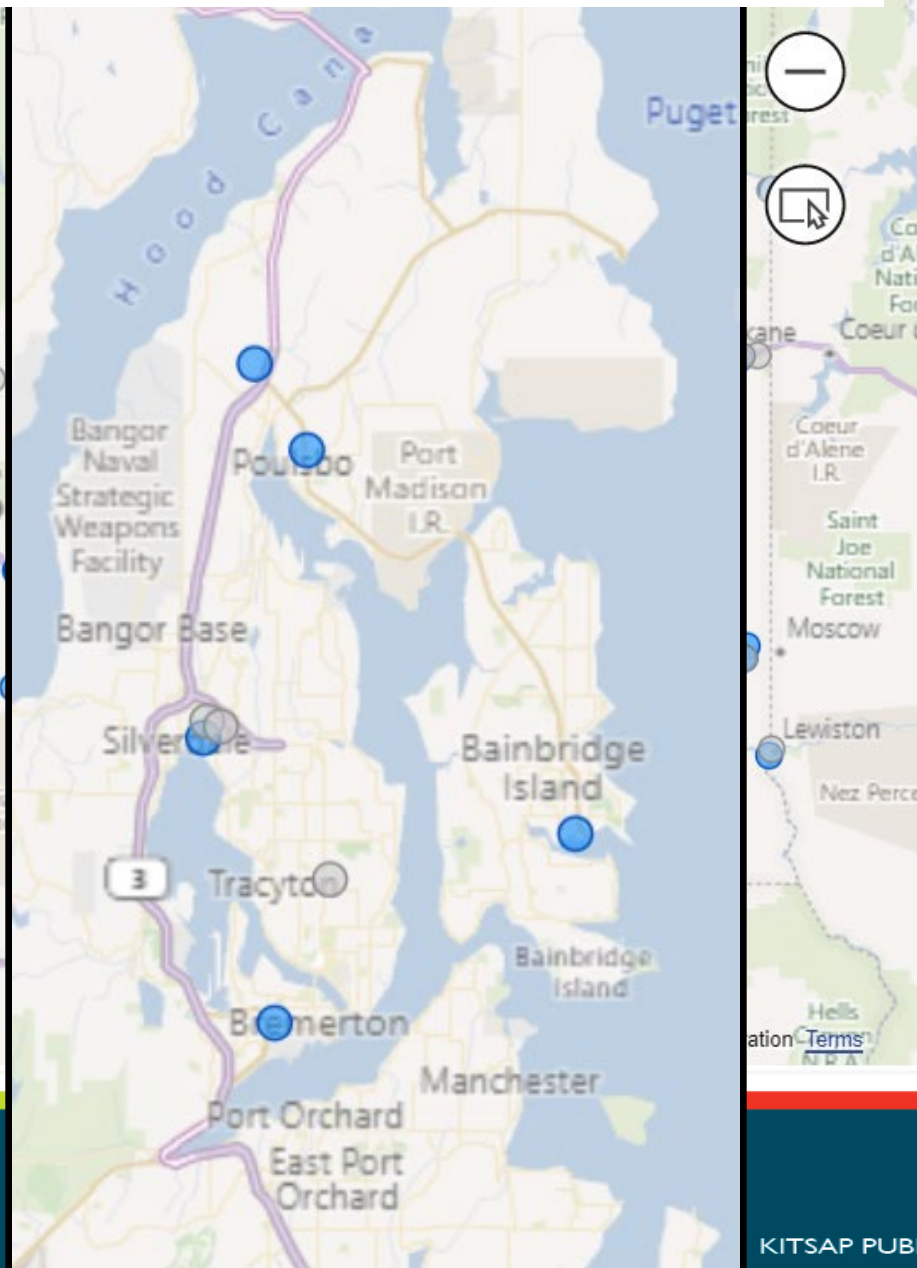 Hood Canal
Puget
Bangor
Naval
Strategic
Weapons
Facility
Poulsbo
Port
Madison
I.R.
Bangor Base
Bainbridge
Island
3
Bremerton
Bainbridge
Island
Manchester
Port Orchard
East Port
Orchard
Coeur
Coeur
d'Alene
I.R.
Saint
Joe
National
Forest
Moscow
Lewiston
Nez Perce
Hells
Terms
KITSAP PUB